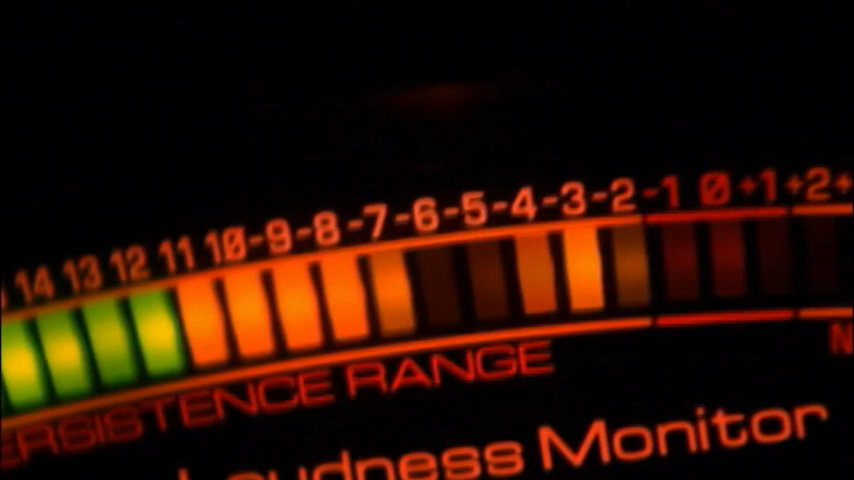 14 13 12 11 10-9-8-7-6-5-4-3-2-1 0+1+2+
ERSISTENCE RANGE
Loudness Monitor